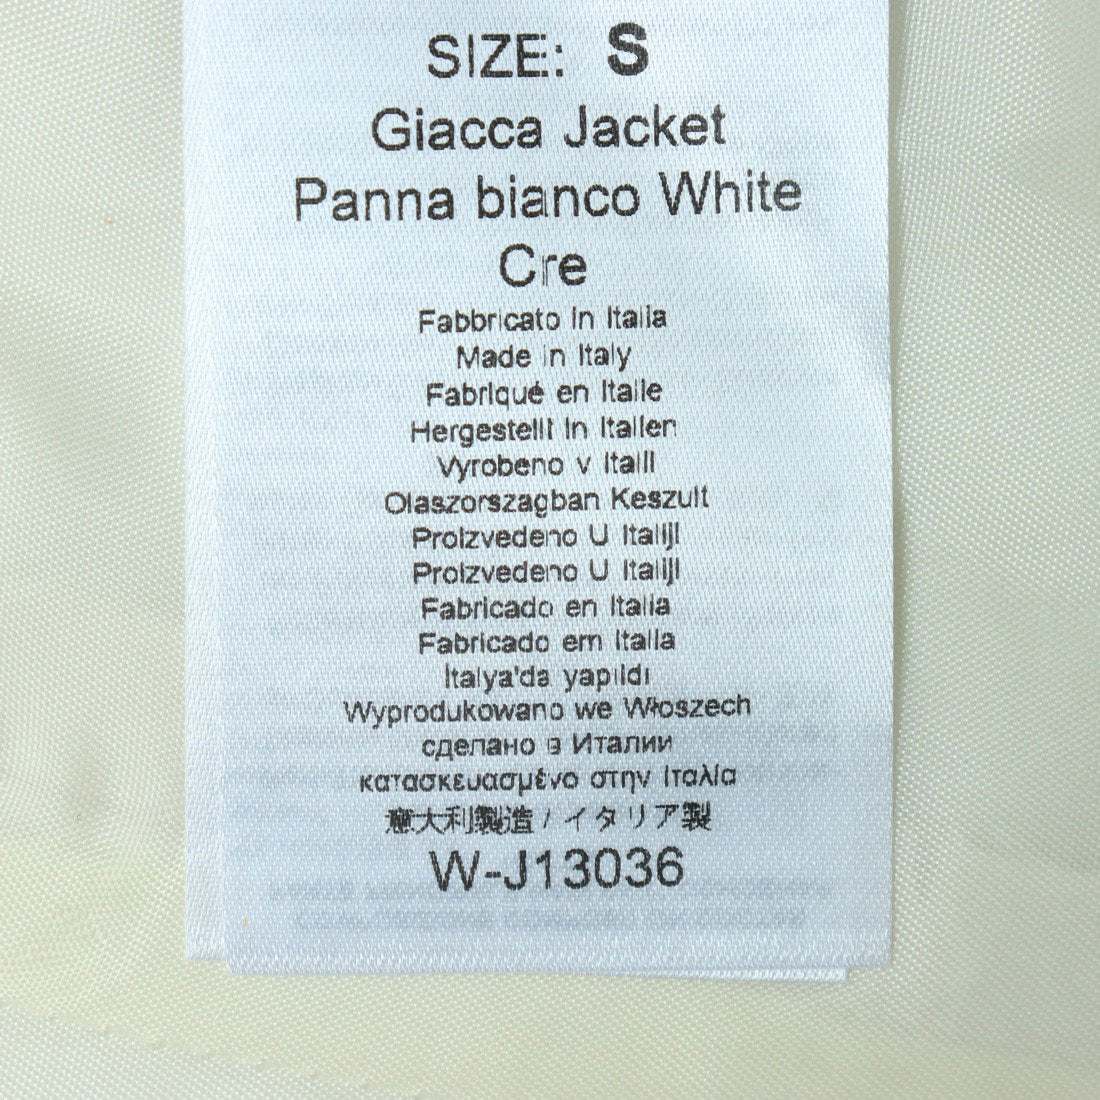 SIZE: S
Giacca Jacket
Panna bianco White
Cre
Fabbricato in Italia
Made in Italy
Fabriqué en Italie
Hergestellt in Italien
Vyrobeno v Italii
Olaszorszagban Keszult
Proizvedeno U Italiji
Proizvedeno U Italiji
Fabricado en Italia
Fabricado em Italia
İtalya'da yapıldı
Wyprodukowano we Włoszech
сделано в Италии
κατασκευασμένο στην Ιταλία
意大利製造 / イタリア製
W-J13036